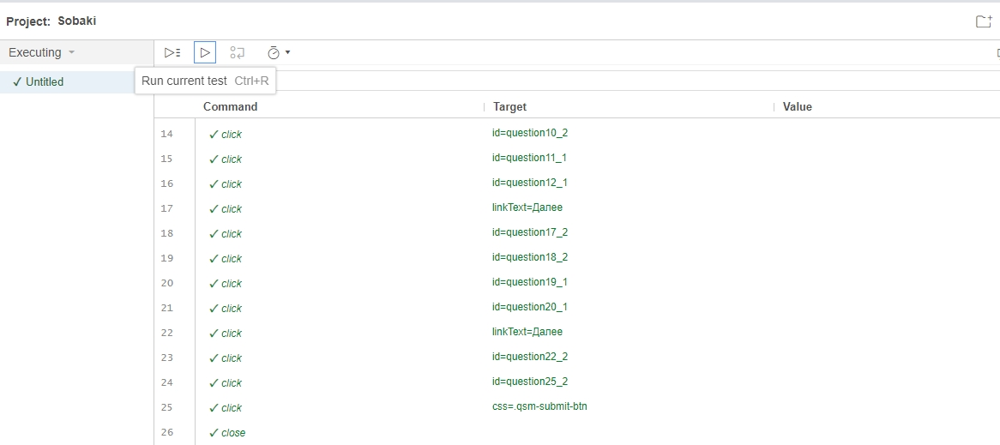 Project: Sobaki
Executing
Untitled
Run current test Ctrl+R
Command Target Value
14 click id=question10_2
15 click id=question11_1
16 click id=question12_1
17 click linkText=Далее
18 click id=question17_2
19 click id=question18_2
20 click id=question19_1
21 click id=question20_1
22 click linkText=Далее
23 click id=question22_2
24 click id=question25_2
25 click css=.qsm-submit-btn
26 close